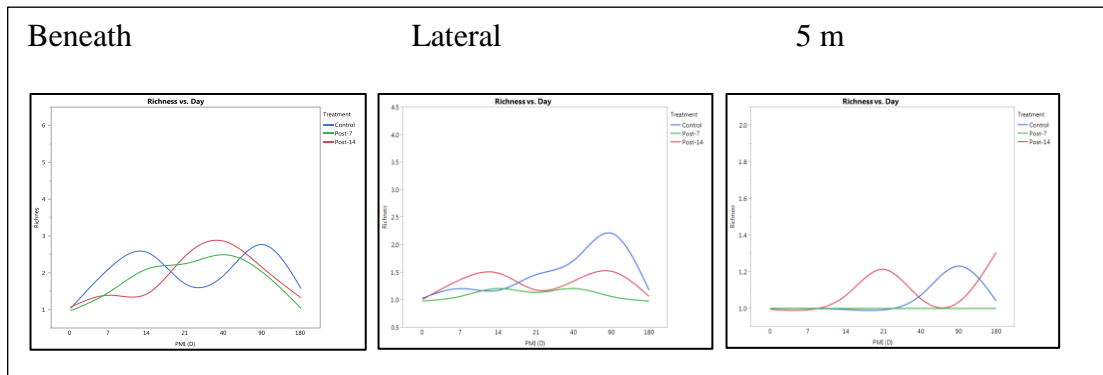 Beneath
Lateral
5 m
Richness vs. Day
Treatment
Control
Post-7
Post-14
Richnes
6
5
4
3
2
1
0 7 14 21 40 90 180
PMI (D)
Richness vs. Day
Treatment
Control
Post-7
Post-14
Richness
4.5
4.0
3.5
3.0
2.5
2.0
1.5
1.0
0.5
0 7 14 21 40 90 180
PMI (D)
Richness vs. Day
Treatment
Control
Post-7
Post-14
Richness
2.0
1.8
1.6
1.4
1.2
1.0
0 7 14 21 40 90 180
PMI (D)